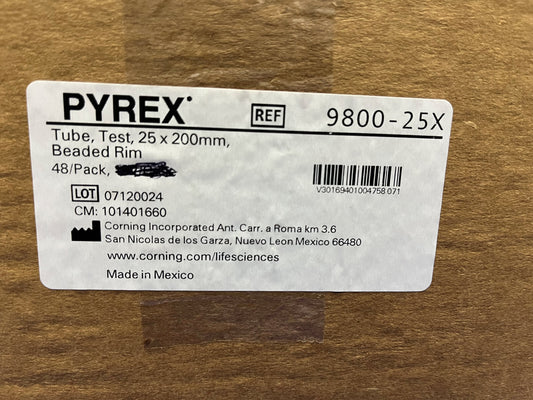 PYREX®
REF 9800-25X
Tube, Test, 25 x 200mm,
Beaded Rim
48/Pack,
V30169401004758.071
LOT 07120024
CM: 101401660
Corning Incorporated Ant. Carr. a Roma km 3.6
San Nicolas de los Garza, Nuevo Leon Mexico 66480
www.corning.com/lifesciences
Made in Mexico